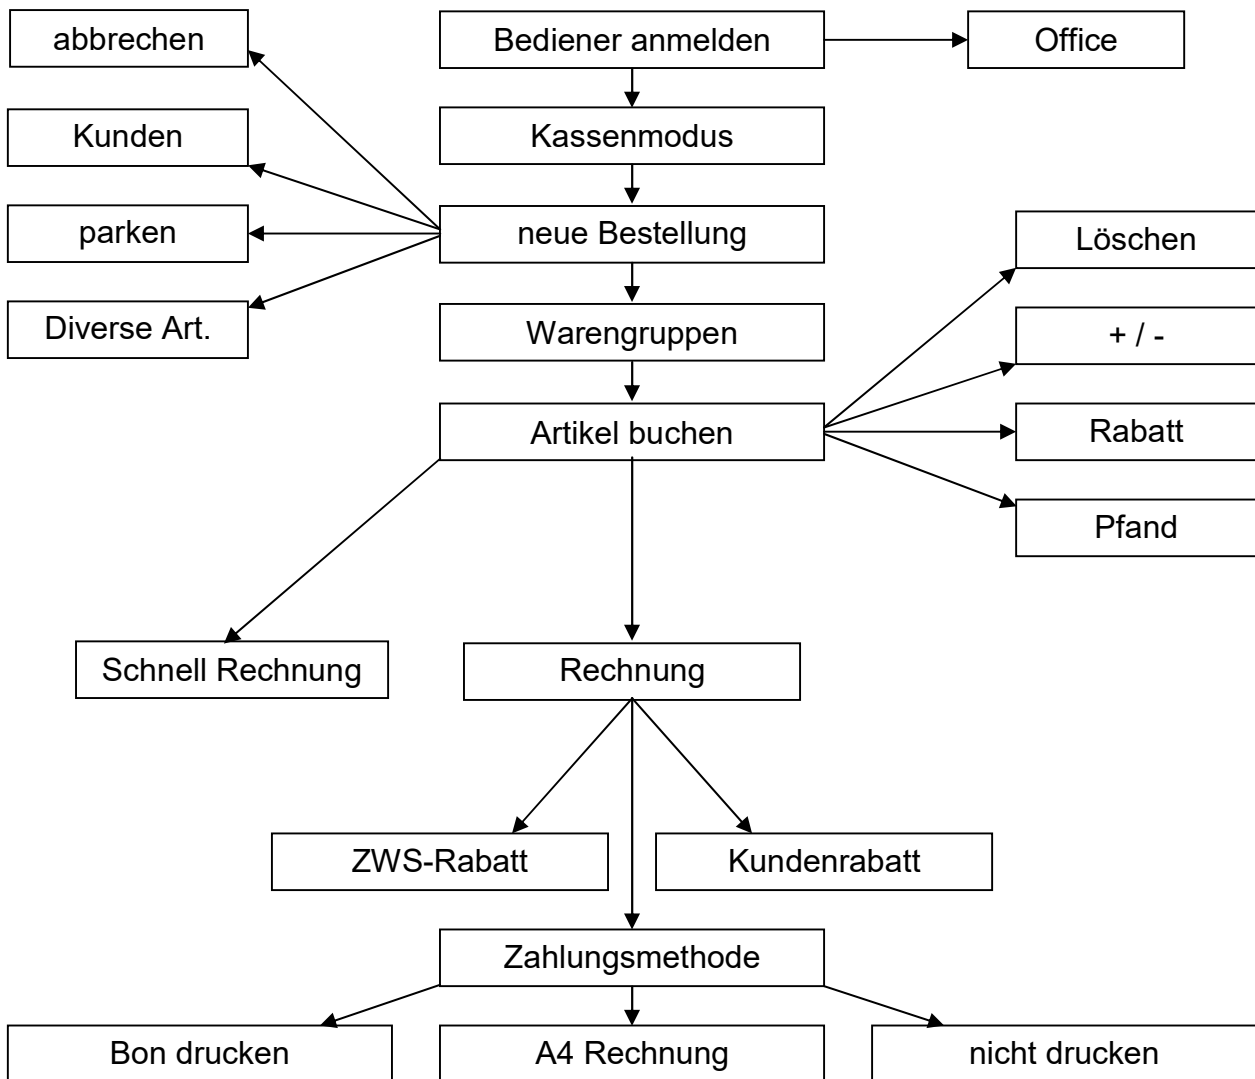 abbrechen
Bediener anmelden
Office
Kunden
Kassenmodus
parken
neue Bestellung
Löschen
Diverse Art.
Warengruppen
+ / -
Artikel buchen
Rabatt
Pfand
Schnell Rechnung
Rechnung
ZWS-Rabatt
Kundenrabatt
Zahlungsmethode
Bon drucken
A4 Rechnung
nicht drucken